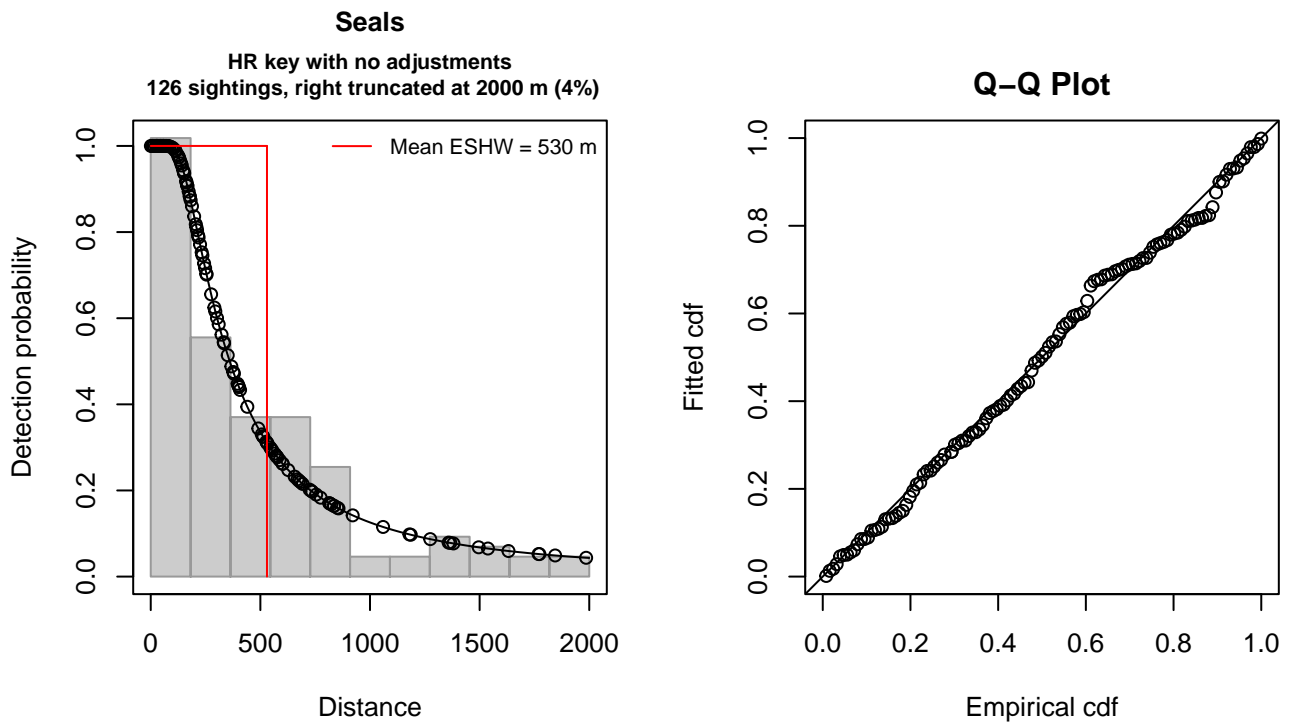 Seals
HR key with no adjustments
126 sightings, right truncated at 2000 m (4%)
Mean ESHW = 530 m
Detection probability
0.0 0.2 0.4 0.6 0.8 1.0
0 500 1000 1500 2000
Distance
Q−Q Plot
Fitted cdf
0.0 0.2 0.4 0.6 0.8 1.0
0.0 0.2 0.4 0.6 0.8 1.0
Empirical cdf